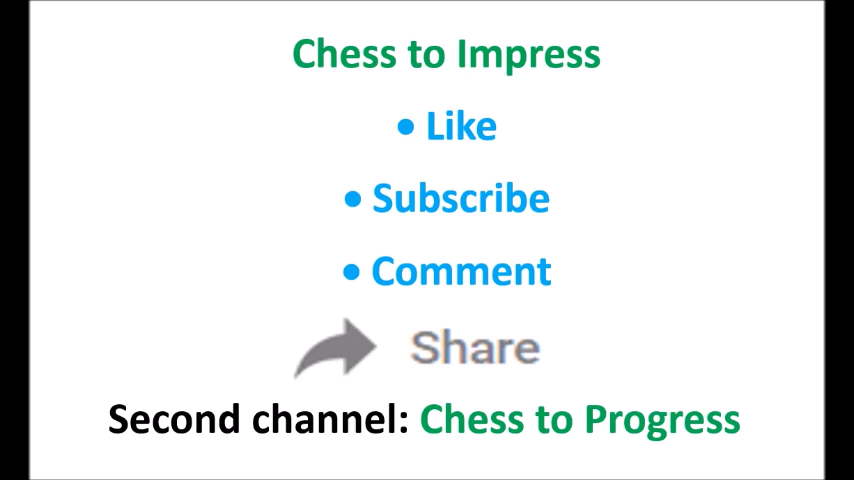 Chess to Impress
• Like
• Subscribe
• Comment
Share
Second channel: Chess to Progress